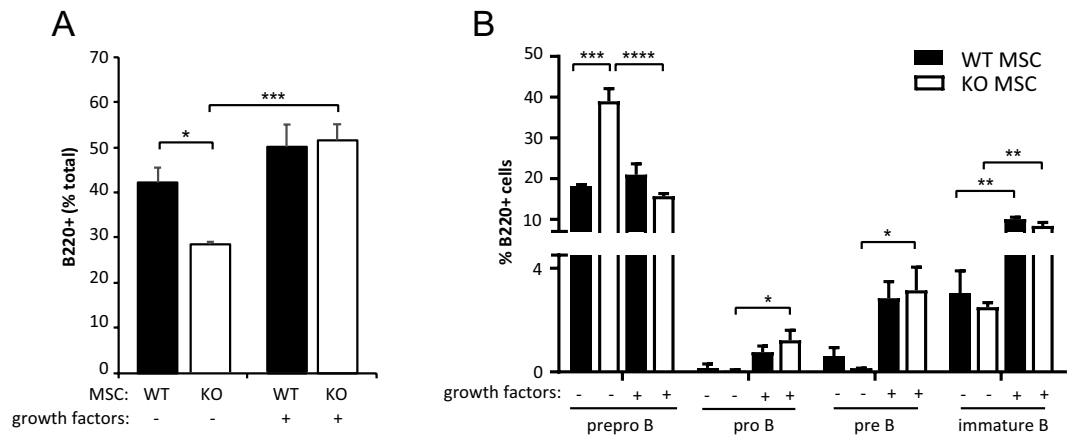 A
70
60
50
40
30
20
10
0
B220+ (% total)
*
***
MSC: WT KO WT KO
growth factors: - - + +
B
50
40
30
20
10
4
0
% B220+ cells
*** ****
*
*
**
**
WT MSC
KO MSC
growth factors: - - + + - - + + - - + + - - + +
prepro B pro B pre B immature B